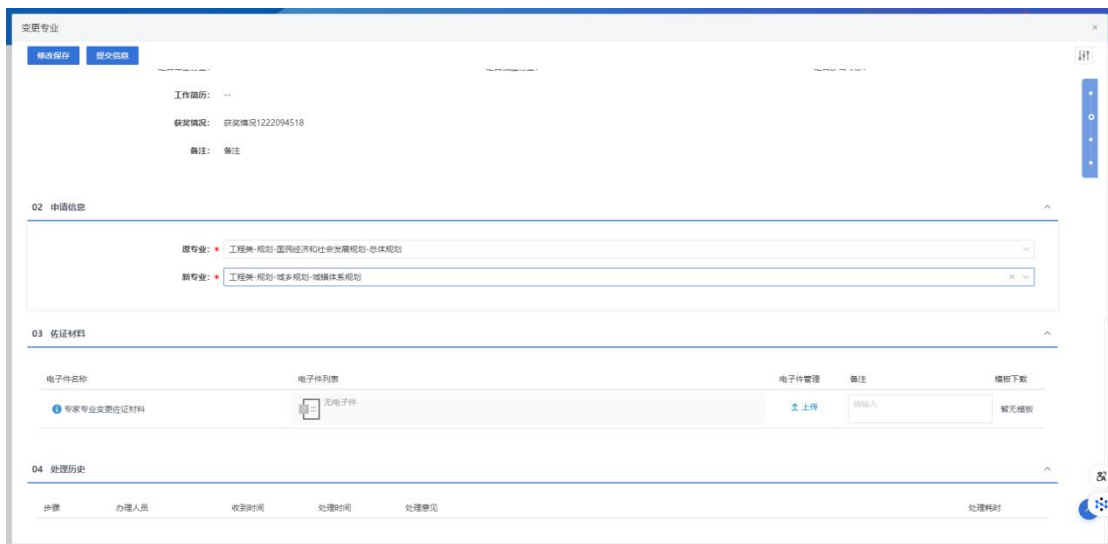 变更专业
修改保存 提交信息
工作简历: --
获奖情况: 获奖情况1222094518
备注: 备注
02 申请信息
原专业: * 工程类-规划-国民经济和社会发展规划-总体规划
新专业: * 工程类-规划-城乡规划-城镇体系规划
03 佐证材料
电子件名称 电子件列表 电子件管理 备注 模板下载
专家专业变更佐证材料 无电子件 上传 请输入 暂无模板
04 处理历史
步骤 办理人员 收到时间 处理时间 处理意见 处理耗时